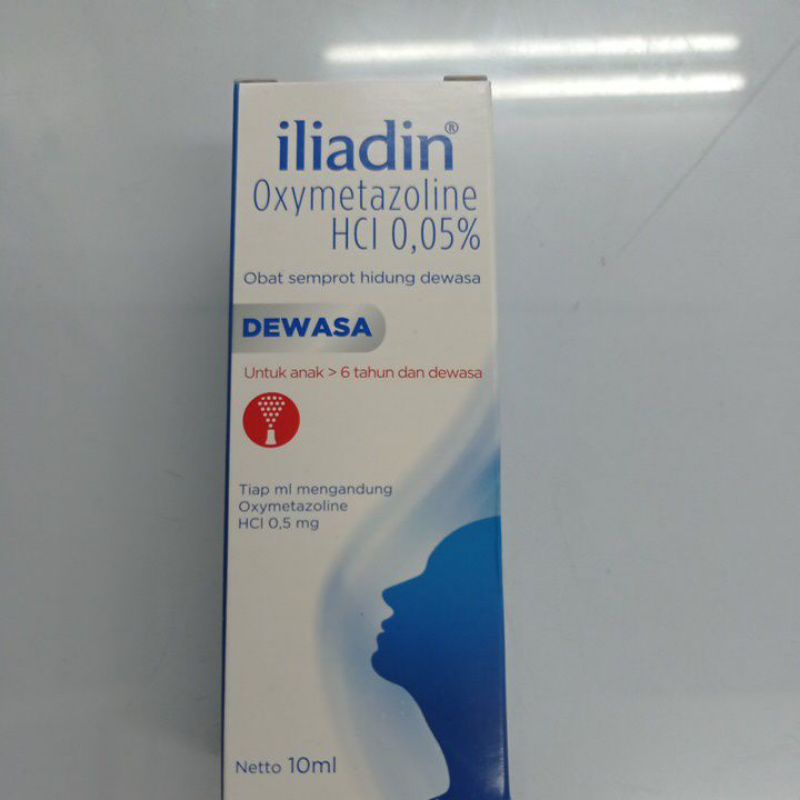 iliadin®
Oxymetazoline
HCl 0,05%
Obat semprot hidung dewasa
DEWASA
Untuk anak > 6 tahun dan dewasa
Tiap ml mengandung
Oxymetazoline
HCl 0,5 mg
Netto 10ml